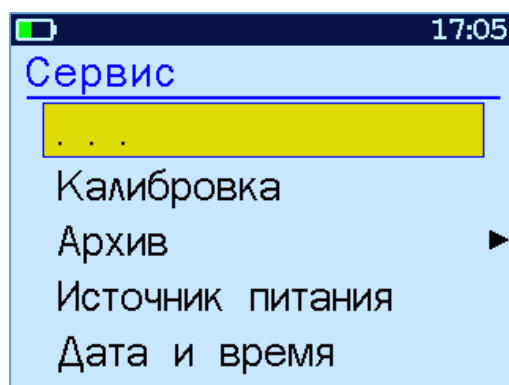 17:05
Сервис
. . .
Калибровка
Архив
Источник питания
Дата и время